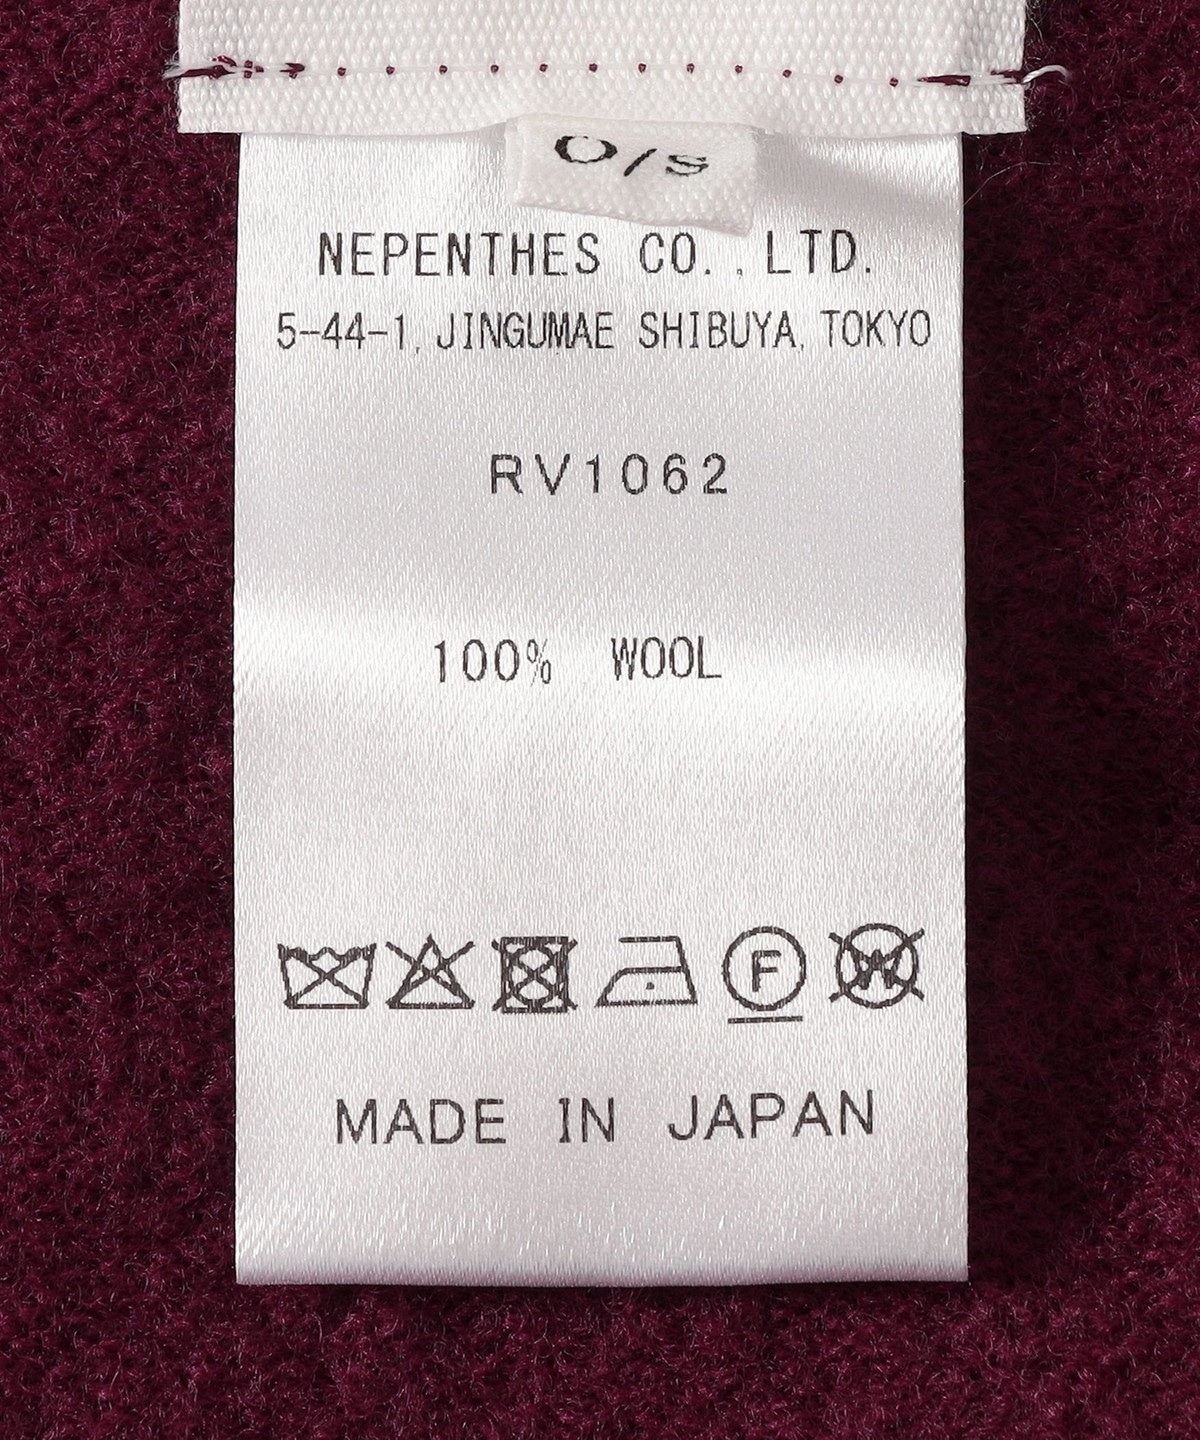 O/S
NEPENTHES CO., LTD.
5-44-1, JINGUMAE SHIBUYA, TOKYO
RV1062
100% WOOL
F W
MADE IN JAPAN